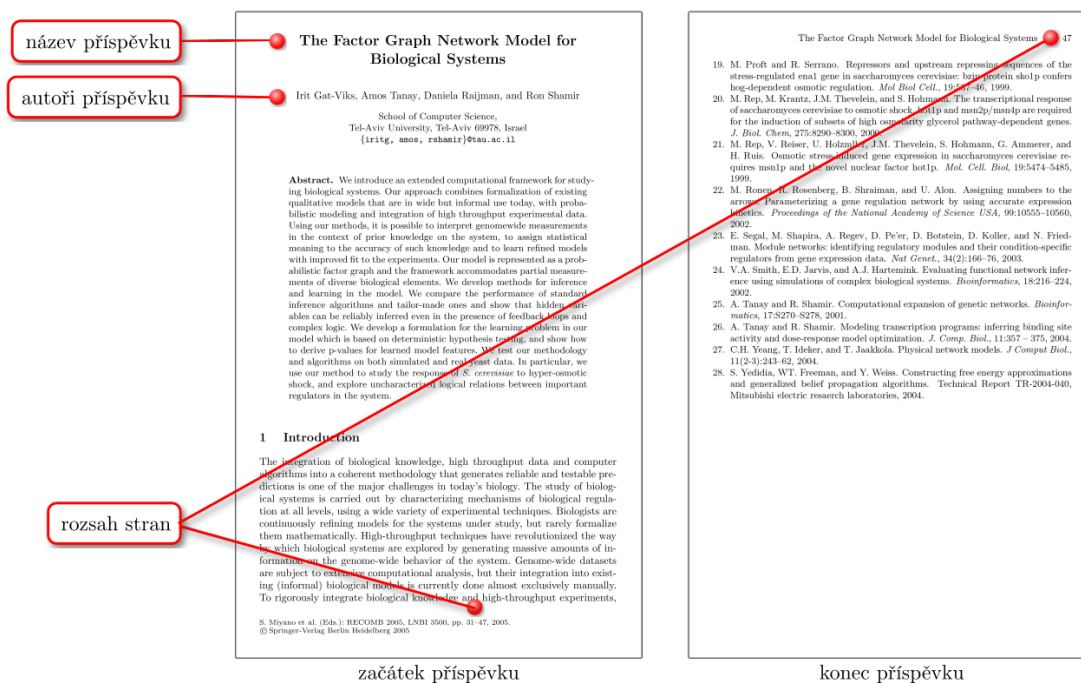 název příspěvku
autoři příspěvku
rozsah stran
The Factor Graph Network Model for
Biological Systems
Irit Gat-Viks, Amos Tanay, Daniela Raijman, and Ron Shamir
School of Computer Science,
Tel-Aviv University, Tel-Aviv 69978, Israel
{iritg, amos, rshamir}@tau.ac.il
Abstract. We introduce an extended computational framework for study-
ing biological systems. Our approach combines formalization of existing
qualitative models that are in wide but informal use today, with prob-
abilistic modeling and integration of high throughput experimental data.
Using our methods, it is possible to interpret genomewide measurements
in the context of prior knowledge on the system, to assign statistical
meaning to the accuracy of such knowledge and to learn refined models
with improved fit to the experiments. Our model is represented as a pro-
babilistic factor graph and the framework accommodates partial measure-
ments of diverse biological elements. We develop methods for inference
and learning in the model. We compare the performance of standard
inference algorithms and tailor-made ones and show that hidden vari-
ables can be reliably inferred even in the presence of feedback loops and
complex logic. We develop a formulation for the learning problem in our
model which is based on deterministic hypothesis testing, and show how
to derive p-values for learned model features. We test our methodology
and algorithms on both simulated and real yeast data. In particular, we
use our method to study the response of S. cerevisiae to hyper-osmotic
shock, and explore uncharacterized logical relations between important
regulators in the system.
1 Introduction
The integration of biological knowledge, high throughput data and computer
algorithms into a coherent methodology that generates reliable and testable pre-
dictions is one of the major challenges in today's biology. The study of biolog-
ical systems is carried out by characterizing mechanisms of biological regula-
tion at all levels, using a wide variety of experimental techniques. Biologists are
continuously refining models for the systems under study, but rarely formalize
them mathematically. High-throughput techniques have revolutionized the way
by which biological systems are explored by generating massive amounts of in-
formation on the genome-wide behavior of the system. Genome-wide datasets
are subject to extensive computational analysis, but their integration into exist-
ing (informal) biological models is currently done almost exclusively manually.
To rigorously integrate biological knowledge and high-throughput experiments,
S. Miyano et al. (Eds.): RECOMB 2005, LNBI 3500, pp. 31–47, 2005.
© Springer-Verlag Berlin Heidelberg 2005
začátek příspěvku
The Factor Graph Network Model for Biological Systems 47
19. M. Proft and R. Serrano. Repressors and upstream repressing sequences of the
stress-regulated ena1 gene in saccharomyces cerevisiae: bzip protein sko1p confers
hog-dependent osmotic regulation. Mol Biol Cell., 19:537–46, 1999.
20. M. Rep, M. Krantz, J.M. Thevelein, and S. Hohmann. The transcriptional response
of saccharomyces cerevisiae to osmotic shock. hot1p and msn2p/msn4p are required
for the induction of subsets of high osmolarity glycerol pathway-dependent genes.
J. Biol. Chem, 275:8290–8300, 2000.
21. M. Rep, V. Reiser, U. Holzmller, J.M. Thevelein, S. Hohmann, G. Ammerer, and
H. Ruis. Osmotic stress-induced gene expression in saccharomyces cerevisiae re-
quires msn1p and the novel nuclear factor hot1p. Mol. Cell. Biol, 19:5474–5485,
1999.
22. M. Ronen, R. Rosenberg, B. Shraiman, and U. Alon. Assigning numbers to the
arrows: Parameterizing a gene regulation network by using accurate expression
kinetics. Proceedings of the National Academy of Science USA, 99:10555–10560,
2002.
23. E. Segal, M. Shapira, A. Regev, D. Pe'er, D. Botstein, D. Koller, and N. Fried-
man. Module networks: identifying regulatory modules and their condition-specific
regulators from gene expression data. Nat Genet., 34(2):166–76, 2003.
24. V.A. Smith, E.D. Jarvis, and A.J. Hartemink. Evaluating functional network infer-
ence using simulations of complex biological systems. Bioinformatics, 18:216–224,
2002.
25. A. Tanay and R. Shamir. Computational expansion of genetic networks. Bioinfor-
matics, 17:S270–S278, 2001.
26. A. Tanay and R. Shamir. Modeling transcription programs: inferring binding site
activity and dose-response model optimization. J. Comp. Biol., 11:357 – 375, 2004.
27. C.H. Yeang, T. Ideker, and T. Jaakkola. Physical network models. J Comput Biol.,
11(2-3):243–62, 2004.
28. S. Yedidia, WT. Freeman, and Y. Weiss. Constructing free energy approximations
and generalized belief propagation algorithms. Technical Report TR-2004-040,
Mitsubishi electric resaerch laboratories, 2004.
konec příspěvku